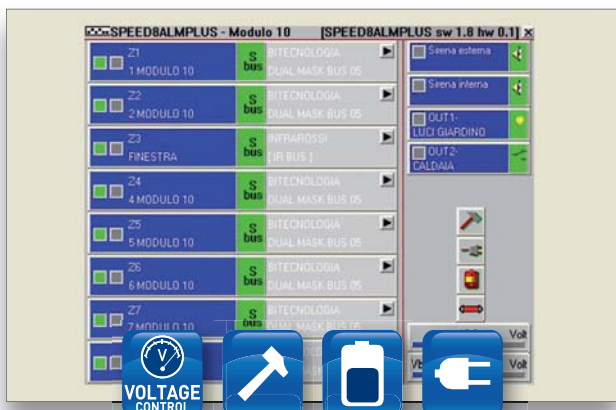 SPEED8ALMPLUS - Modulo 10 [SPEED8ALMPLUS sw 1.8 hw 0.1]
Z1
1 MODULO 10
S bus
BITECNOLOGIA
DUAL MASK BUS 05
Z2
2 MODULO 10
S bus
BITECNOLOGIA
DUAL MASK BUS 05
Z3
FINESTRA
S bus
INFRAROSSI
[ IR BUS ]
Z4
4 MODULO 10
S bus
BITECNOLOGIA
DUAL MASK BUS 05
Z5
5 MODULO 10
S bus
BITECNOLOGIA
DUAL MASK BUS 05
Z6
6 MODULO 10
S bus
BITECNOLOGIA
DUAL MASK BUS 05
Z7
7 MODULO 10
S bus
BITECNOLOGIA
DUAL MASK BUS 05
Sirena esterna
Sirena interna
OUT1-
LUCI GIARDINO
OUT2-
CALDAIA
Volt
Volt
V
VOLTAGE
CONTROL